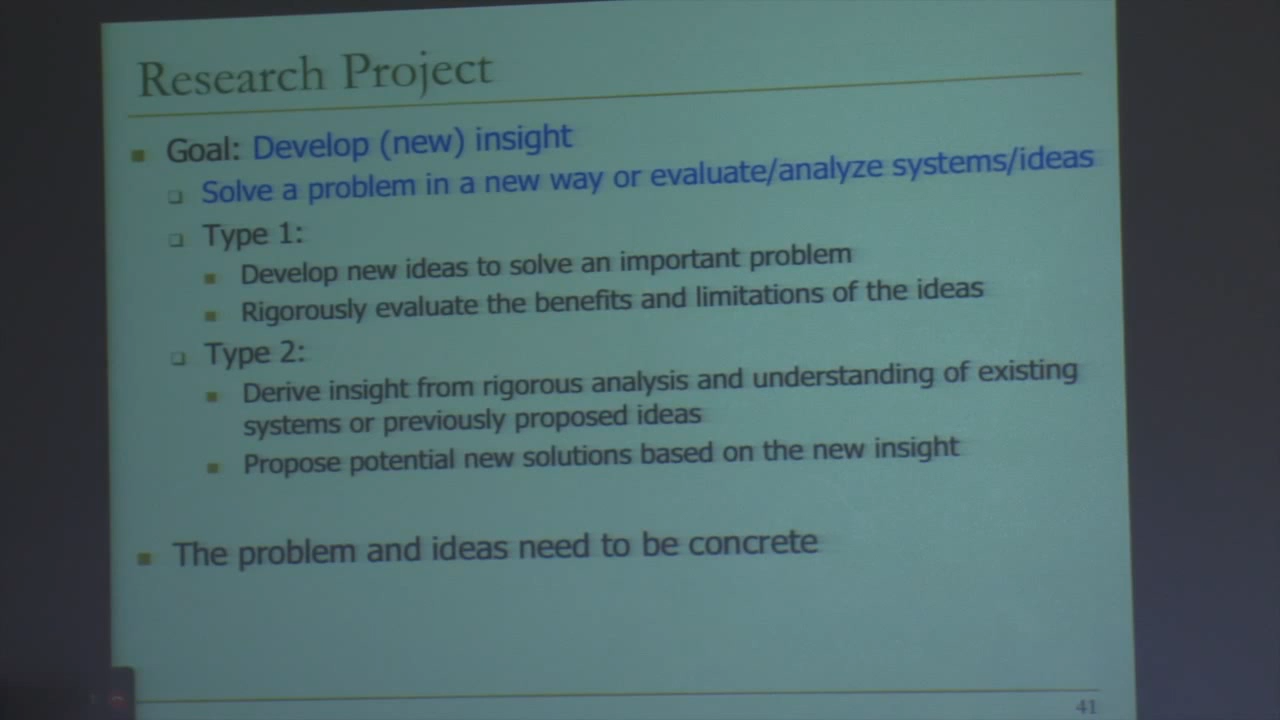 Research Project
Goal: Develop (new) insight
Solve a problem in a new way or evaluate/analyze systems/ideas
Type 1:
Develop new ideas to solve an important problem
Rigorously evaluate the benefits and limitations of the ideas
Type 2:
Derive insight from rigorous analysis and understanding of existing
systems or previously proposed ideas
Propose potential new solutions based on the new insight
The problem and ideas need to be concrete
41